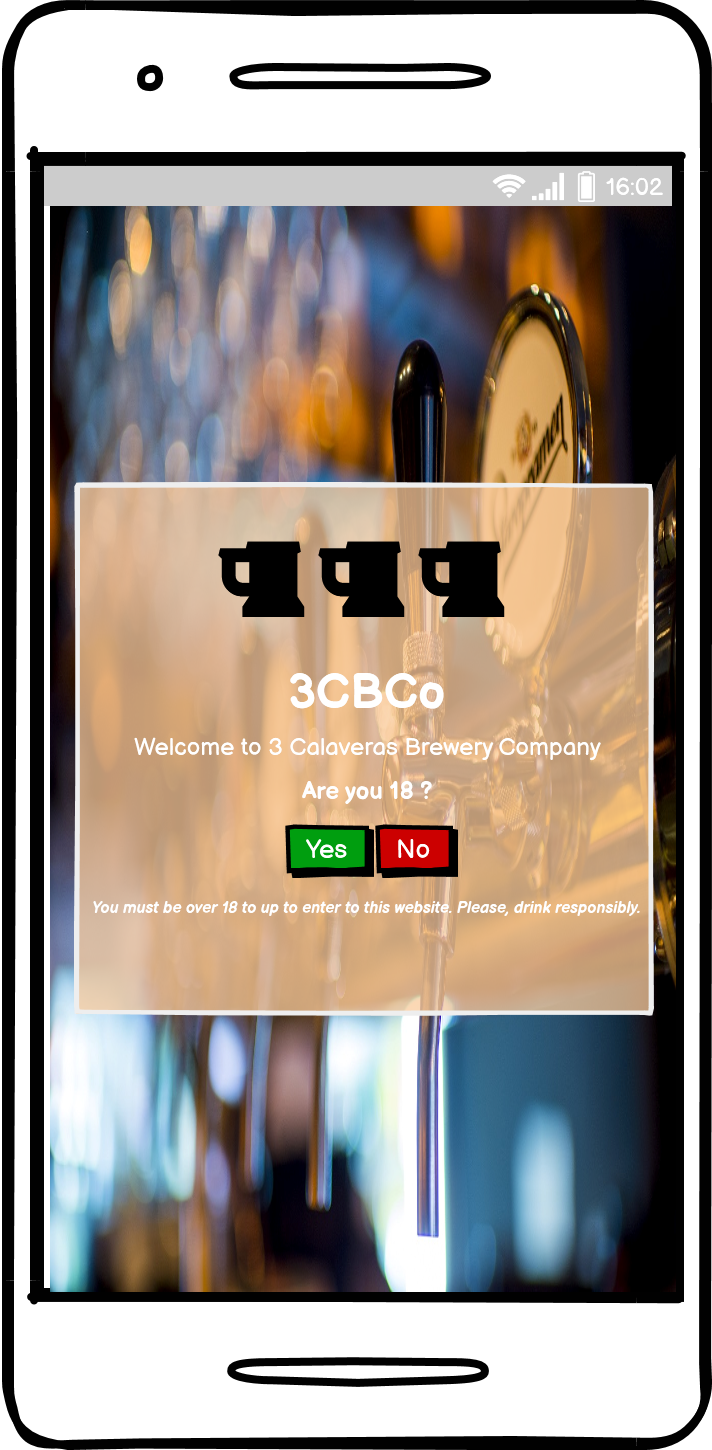 16:02
3CBCo
Welcome to 3 Calaveras Brewery Company
Are you 18 ?
Yes No
You must be over 18 to up to enter to this website. Please, drink responsibly.